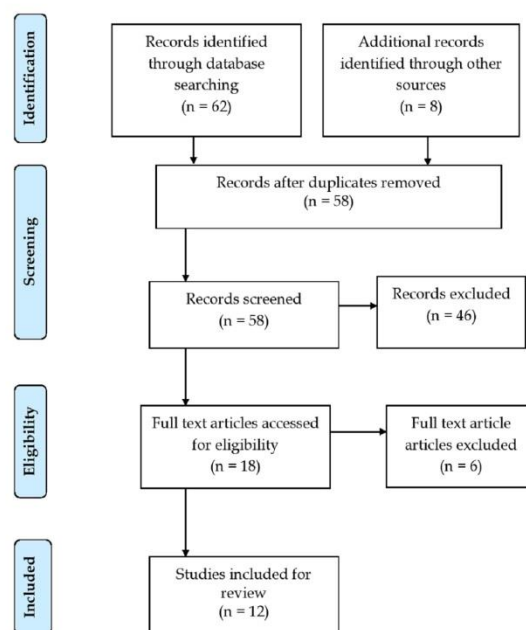 Identification
Records identified
through database
searching
(n = 62)
Additional records
identified through other
sources
(n = 8)
Screening
Records after duplicates removed
(n = 58)
Records screened
(n = 58)
Records excluded
(n = 46)
Eligibility
Full text articles accessed
for eligibility
(n = 18)
Full text article
articles excluded
(n = 6)
Included
Studies included for
review
(n = 12)